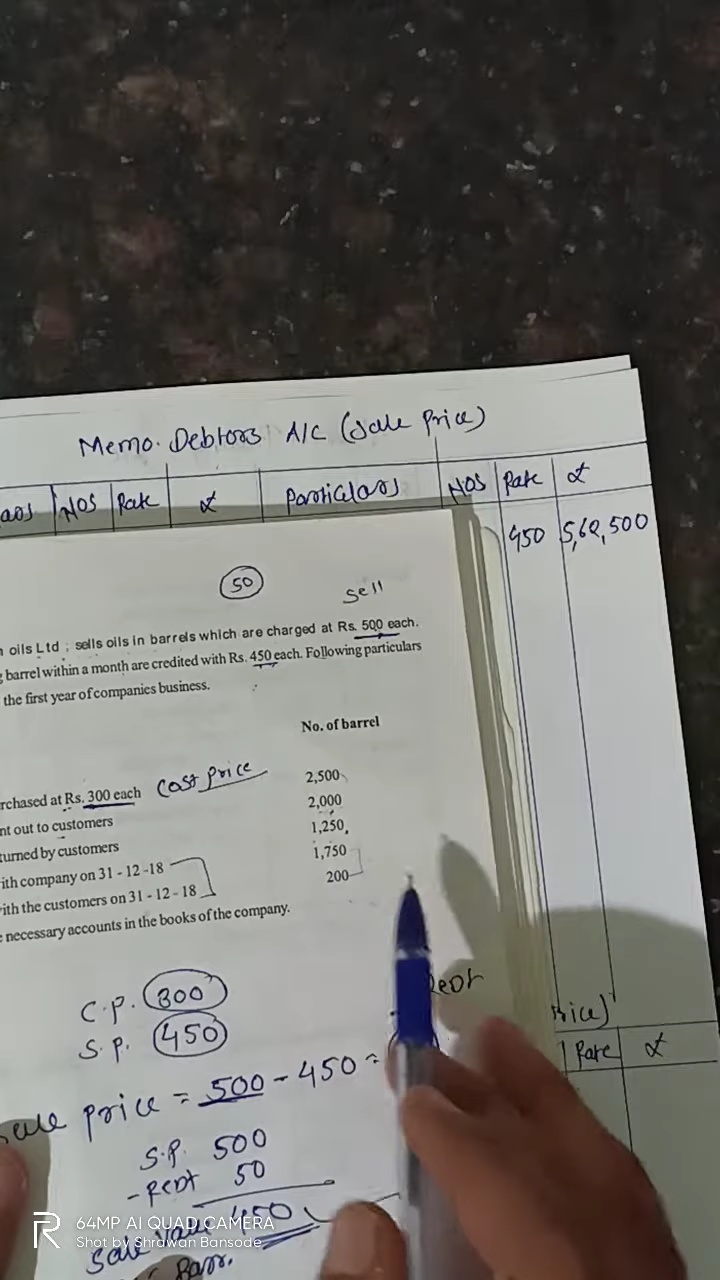 Memo. Debtors A/C (Sale Price)
NOS Rate £ Particlars NOS Rate £
450 5,62,500
50
Sell
oils Ltd ; sells oils in barrels which are charged at Rs. 500 each.
barrel within a month are credited with Rs. 450 each. Following particulars
the first year of companies business.
No. of barrel
rchased at Rs. 300 each Cost price 2,500
nt out to customers 2,000
turned by customers 1,250
ith company on 31 - 12 -18 1,750
ith the customers on 31 - 12 - 18 200
necessary accounts in the books of the company.
C.P. 300
S.P. 450
rice)
Rate £
price = 500 - 450 =
S.P. 500
- Rent 50
450
64MP AI QUAD CAMERA
Shot by Shrawan Bansode